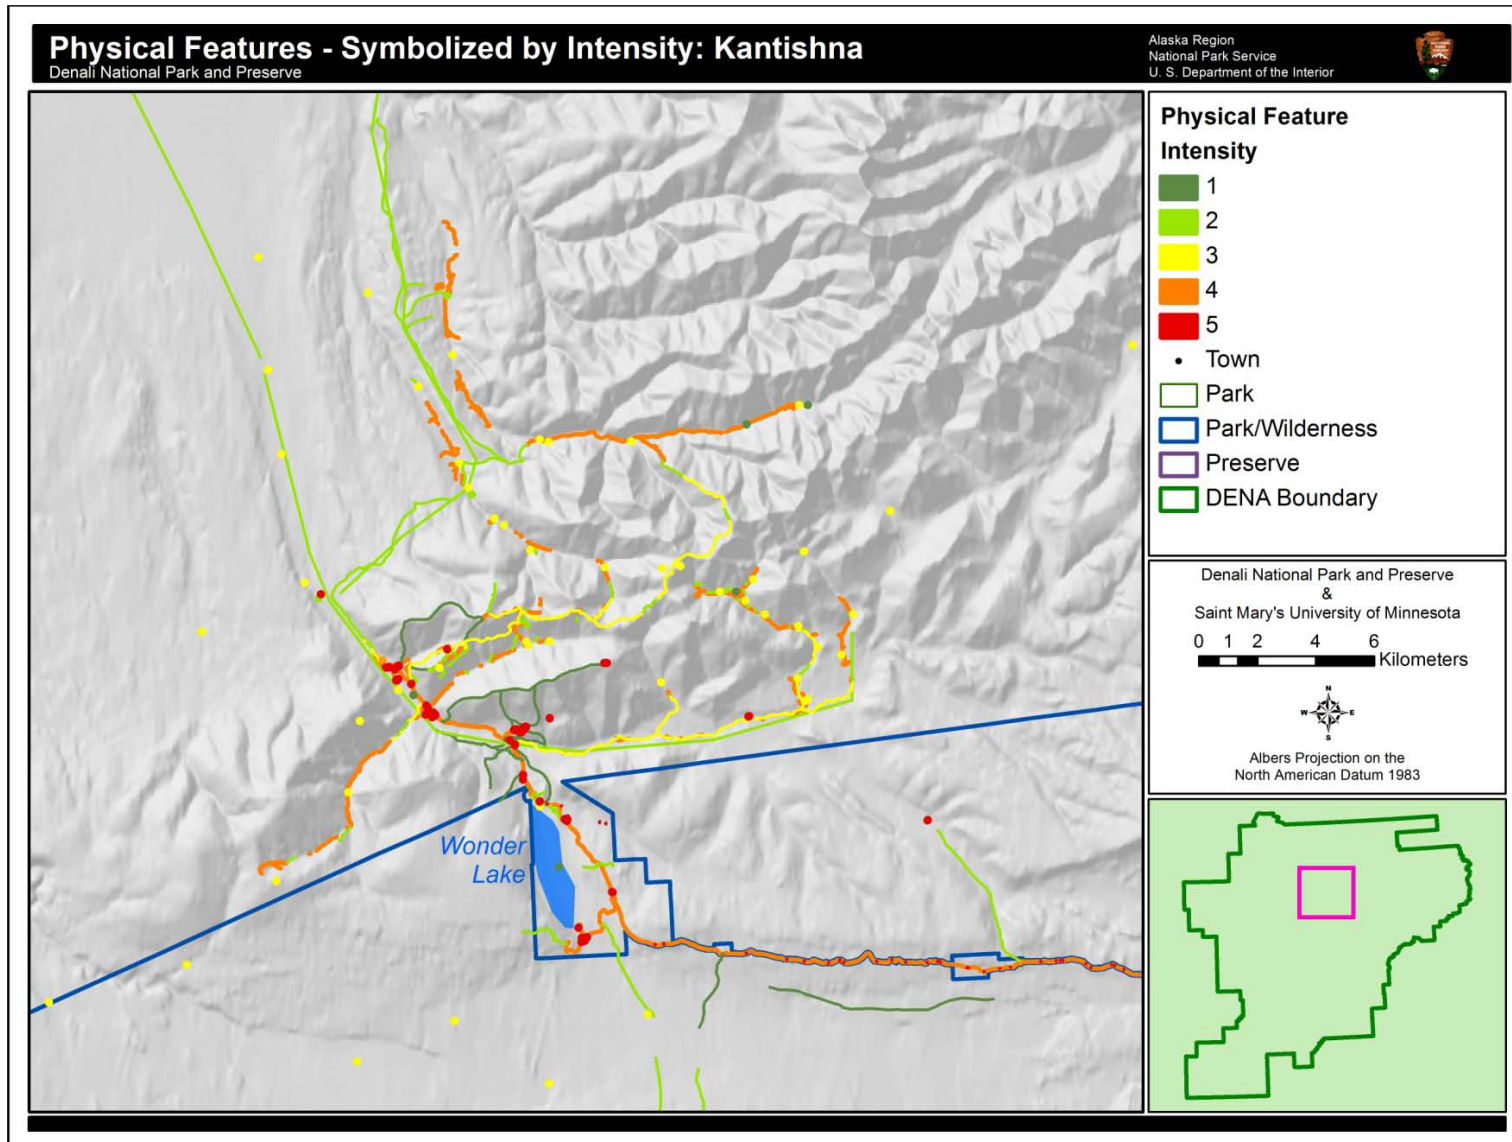 Physical Features - Symbolized by Intensity: Kantishna
Denali National Park and Preserve
Alaska Region
National Park Service
U. S. Department of the Interior
Physical Feature
Intensity
1
2
3
4
5
Town
Park
Park/Wilderness
Preserve
DENA Boundary
Denali National Park and Preserve
&
Saint Mary's University of Minnesota
0 1 2 4 6
Kilometers
N
W E
S
Albers Projection on the
North American Datum 1983
Wonder
Lake